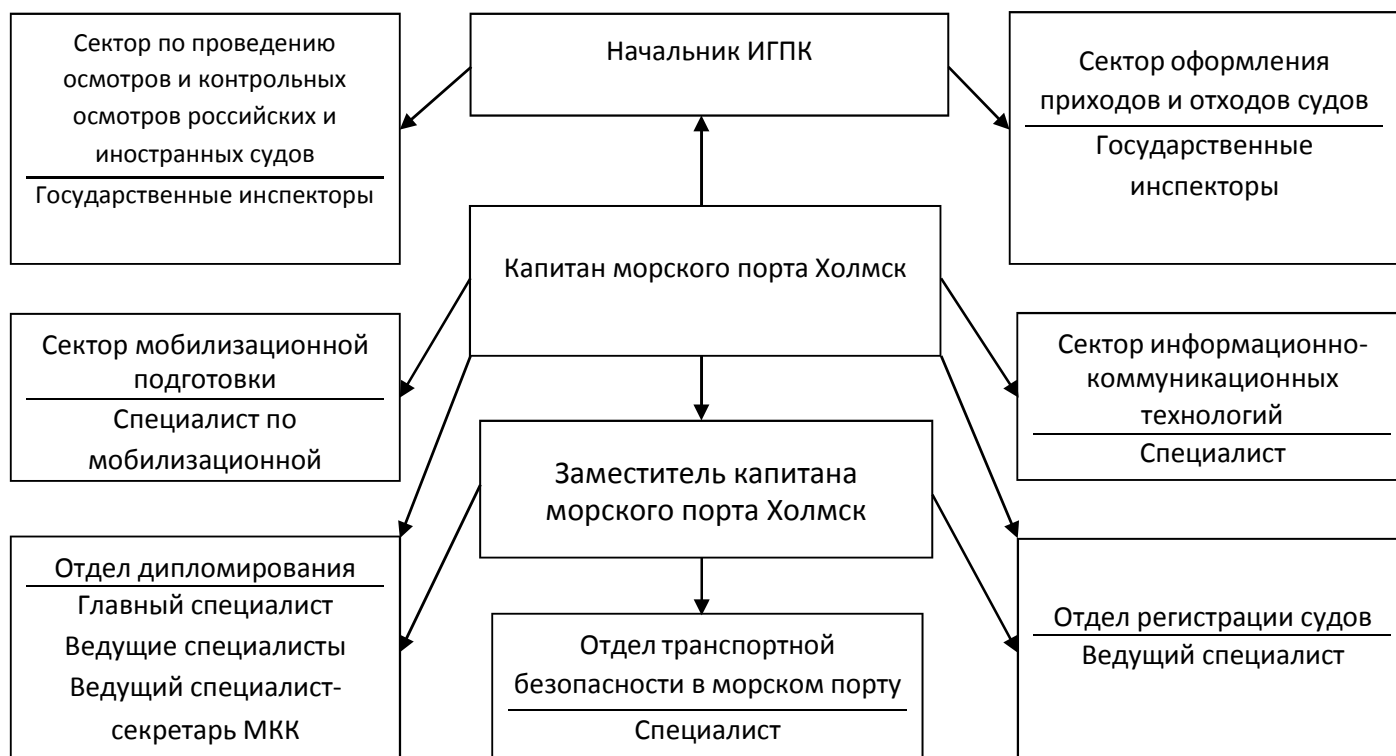 Сектор по проведению
осмотров и контрольных
осмотров российских и
иностранных судов
Государственные инспекторы
Начальник ИГПК
Сектор оформления
приходов и отходов судов
Государственные
инспекторы
Капитан морского порта Холмск
Сектор мобилизационной
подготовки
Специалист по
мобилизационной
Сектор информационно-
коммуникационных
технологий
Специалист
Заместитель капитана
морского порта Холмск
Отдел дипломирования
Главный специалист
Ведущие специалисты
Ведущий специалист-
секретарь МКК
Отдел транспортной
безопасности в морском порту
Специалист
Отдел регистрации судов
Ведущий специалист